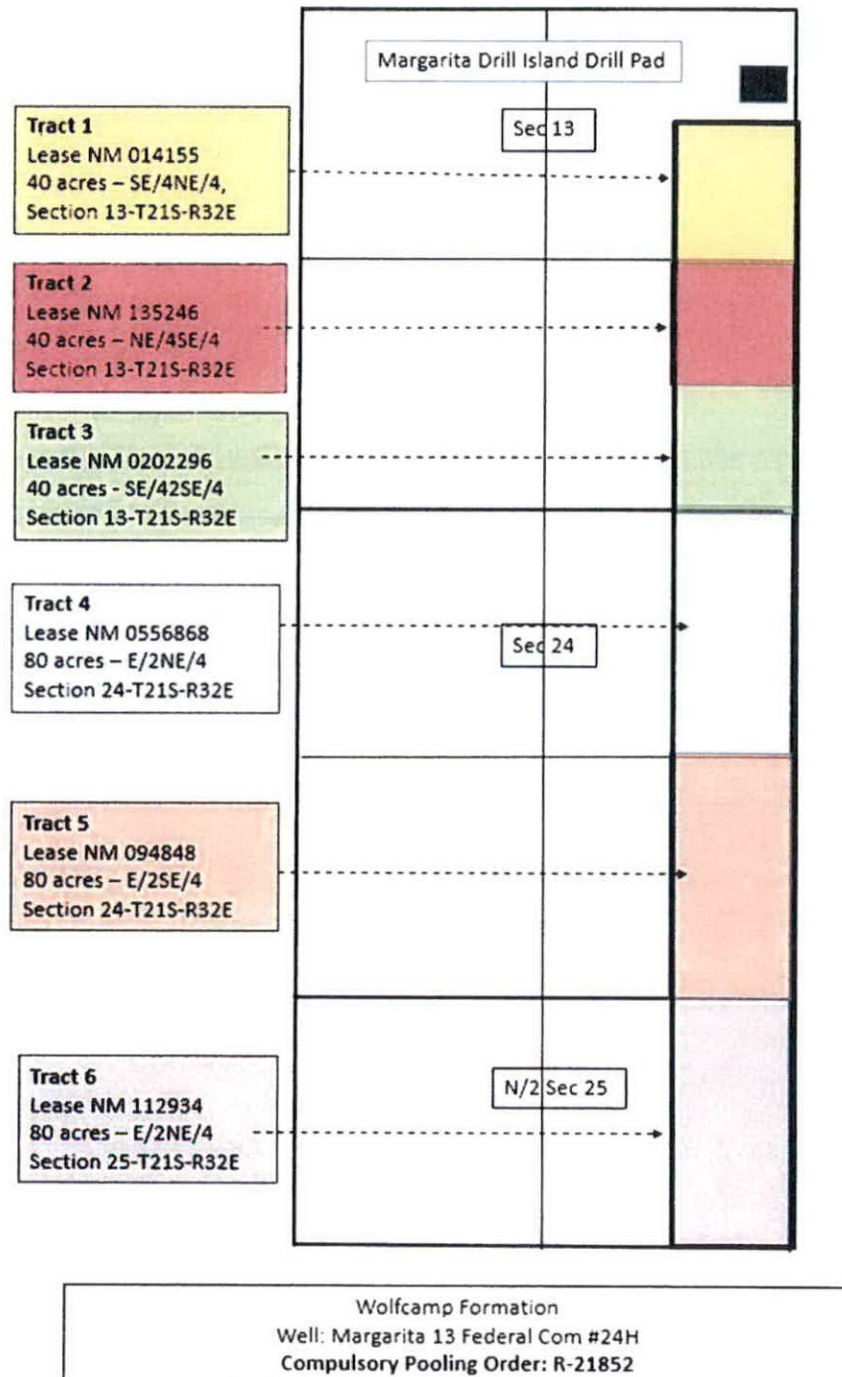 Margarita Drill Island Drill Pad
Sec 13
Tract 1
Lease NM 014155
40 acres – SE/4NE/4,
Section 13-T21S-R32E
Tract 2
Lease NM 135246
40 acres – NE/4SE/4
Section 13-T21S-R32E
Tract 3
Lease NM 0202296
40 acres - SE/42SE/4
Section 13-T21S-R32E
Tract 4
Lease NM 0556868
80 acres – E/2NE/4
Section 24-T21S-R32E
Sec 24
Tract 5
Lease NM 094848
80 acres – E/2SE/4
Section 24-T21S-R32E
Tract 6
Lease NM 112934
80 acres – E/2NE/4
Section 25-T21S-R32E
N/2 Sec 25
Wolfcamp Formation
Well: Margarita 13 Federal Com #24H
Compulsory Pooling Order: R-21852